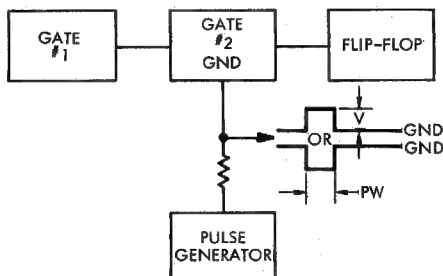 GATE
#1
GATE
#2
GND
FLIP-FLOP
V
OR
GND
GND
PW
PULSE
GENERATOR